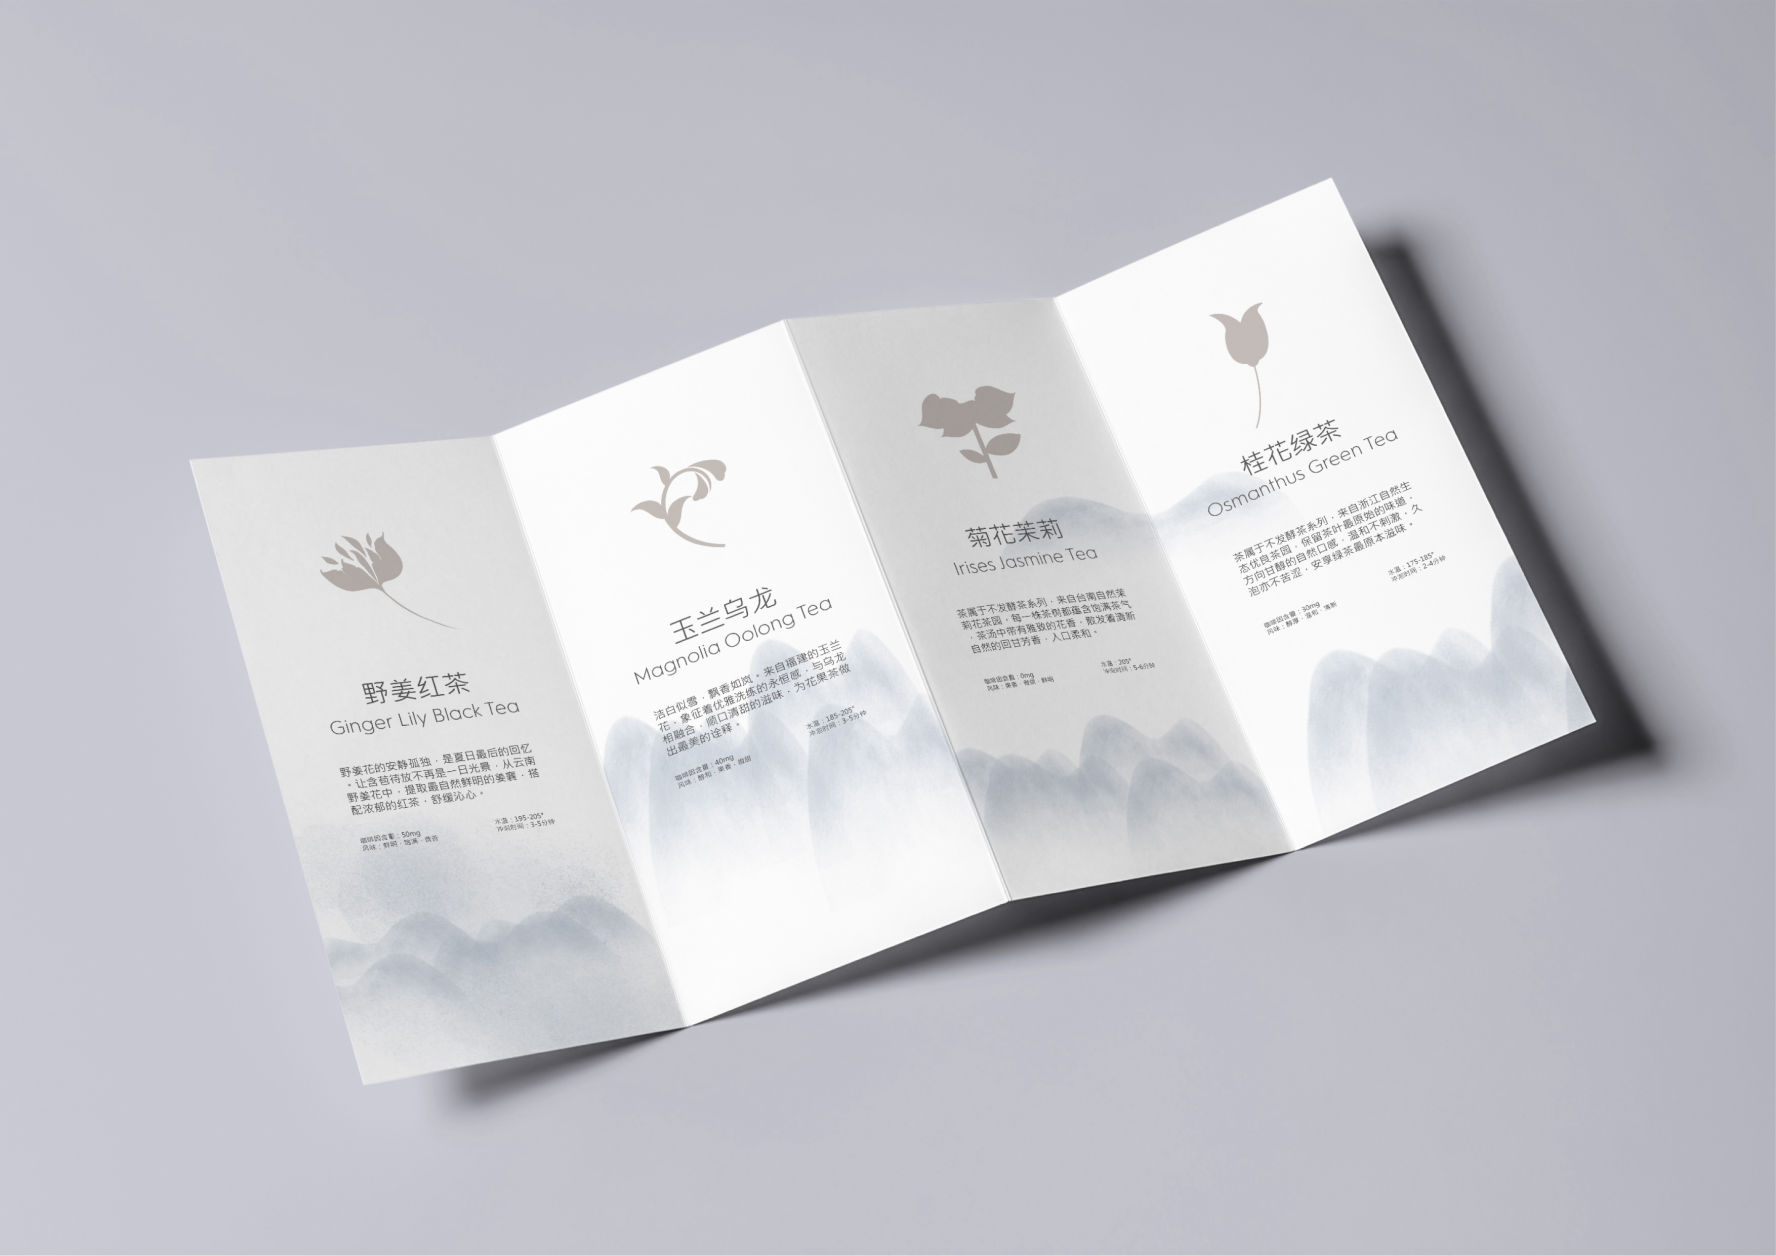 野姜红茶
Ginger Lily Black Tea
野姜花的安静孤独，是夏日最后的回忆
。让含苞待放不再是一日光景，从云南
野姜花中，提取最自然鲜明的姜襄，搭
配浓郁的红茶，舒缓沁心。
咖啡因含量：50mg
风味：鲜明．饱满．
水温：195-205°
冲泡时间：3-5分钟
玉兰乌龙
Magnolia Oolong Tea
洁白似雪，飘香如岚。来自福建的玉兰
花，象征着优雅洗练的永恒感，与乌龙
相融合，顺口清甜的滋味，为花果茶做
出最美的诠释。
咖啡因含量：40mg
风味：醇和．果香．
水温：185-205°
冲泡时间：3-5分钟
菊花茉莉
Irises Jasmine Tea
茶属于不发酵茶系列，来自台南自然茉
莉花茶园，每一株茶树都蕴含饱满茶气
，茶汤中带有雅致的花香，散发着清新
自然的回甘芳香，入口柔和。
咖啡因含量：0mg
风味：果香．微甜．鲜明
水温：205°
冲泡时间：5-6分钟
桂花绿茶
Osmanthus Green Tea
茶属于不发酵茶系列，来自浙江自然生
态优良茶园，保留茶叶最原始的味道，
方向甘醇的自然口感，温和不刺激，久
泡亦不苦涩，安享绿茶最原本滋味。
咖啡因含量：30mg
风味：醇厚．温和．清新
水温：175-185°
冲泡时间：2-4分钟